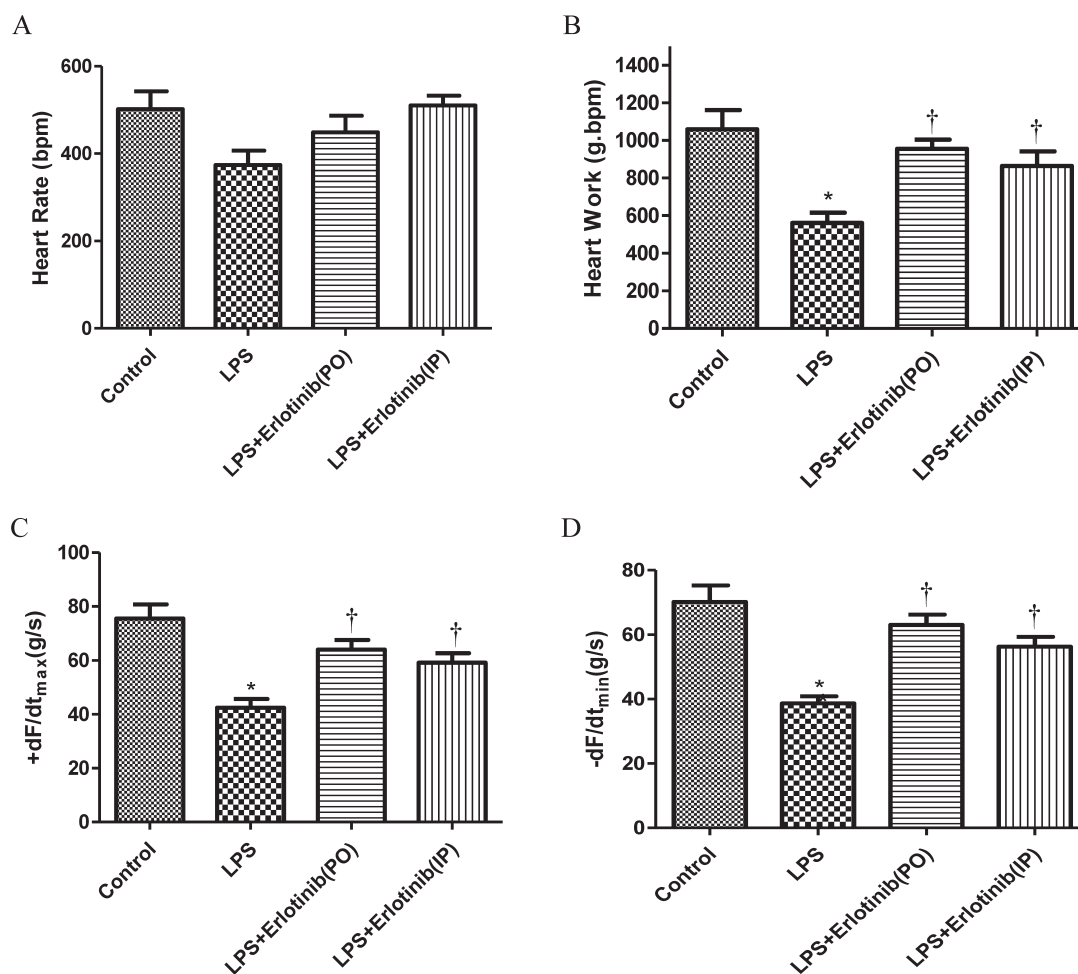 A
Heart Rate (bpm)
600
400
200
0
Control
LPS
LPS+Erlotinib(PO)
LPS+Erlotinib(IP)
B
Heart Work (g.bpm)
1400
1200
1000
800
600
400
200
0
*
†
†
Control
LPS
LPS+Erlotinib(PO)
LPS+Erlotinib(IP)
C
+dF/dtmax(g/s)
100
80
60
40
20
0
*
†
†
Control
LPS
LPS+Erlotinib(PO)
LPS+Erlotinib(IP)
D
-dF/dtmin(g/s)
80
60
40
20
0
*
†
†
Control
LPS
LPS+Erlotinib(PO)
LPS+Erlotinib(IP)